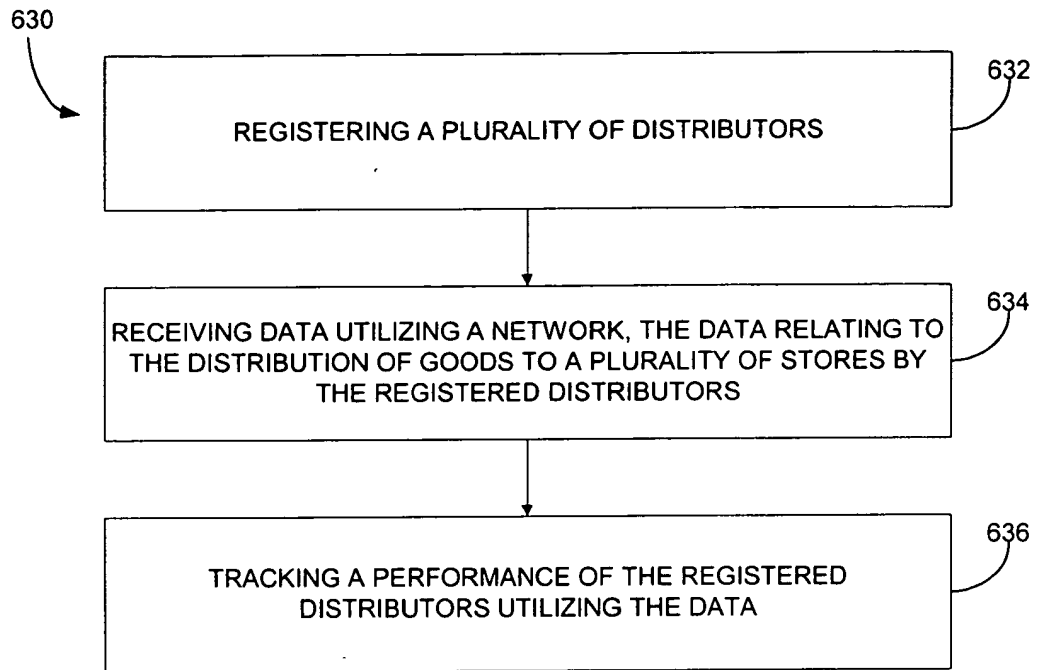 630
632
REGISTERING A PLURALITY OF DISTRIBUTORS
634
RECEIVING DATA UTILIZING A NETWORK, THE DATA RELATING TO
THE DISTRIBUTION OF GOODS TO A PLURALITY OF STORES BY
THE REGISTERED DISTRIBUTORS
636
TRACKING A PERFORMANCE OF THE REGISTERED
DISTRIBUTORS UTILIZING THE DATA